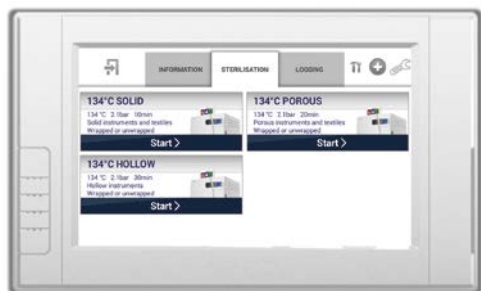 INFORMATION STERILISATION LOGGING
134°C SOLID
134 °C 2.1bar 10min
Solid instruments and textiles
Wrapped or unwrapped
Start >
134°C POROUS
134 °C 2.1bar 20min
Porous instruments and textiles
Wrapped or unwrapped
Start >
134°C HOLLOW
134 °C 2.1bar 30min
Hollow instruments
Wrapped or unwrapped
Start >